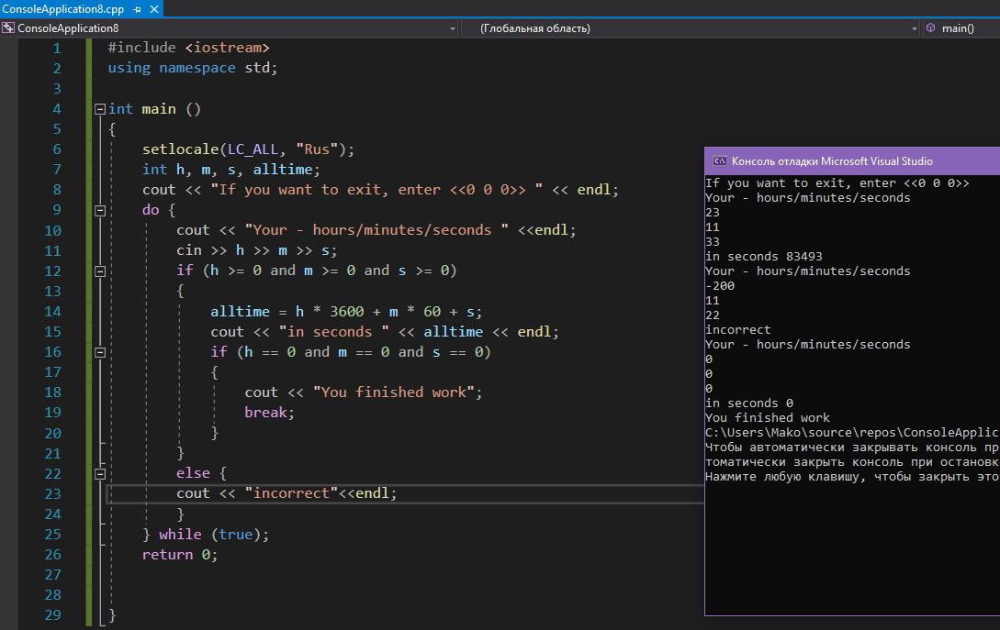 ConsoleApplication8.cpp
ConsoleApplication8 (Глобальная область) main()
1 #include <iostream>
2 using namespace std;
3
4 int main ()
5 {
6 setlocale(LC_ALL, "Rus");
7 int h, m, s, alltime;
8 cout << "If you want to exit, enter <<0 0 0>> " << endl;
9 do {
10 cout << "Your - hours/minutes/seconds " <<endl;
11 cin >> h >> m >> s;
12 if (h >= 0 and m >= 0 and s >= 0)
13 {
14 alltime = h * 3600 + m * 60 + s;
15 cout << "in seconds " << alltime << endl;
16 if (h == 0 and m == 0 and s == 0)
17 {
18 cout << "You finished work";
19 break;
20 }
21 }
22 else {
23 cout << "incorrect"<<endl;
24 }
25 } while (true);
26 return 0;
27
28
29 }
Консоль отладки Microsoft Visual Studio
If you want to exit, enter <<0 0 0>>
Your - hours/minutes/seconds
23
11
33
in seconds 83493
Your - hours/minutes/seconds
-200
11
22
incorrect
Your - hours/minutes/seconds
0
0
0
in seconds 0
You finished work
C:\Users\Mako\source\repos\ConsoleApplic
Чтобы автоматически закрывать консоль пр
томатически закрыть консоль при остановк
Нажмите любую клавишу, чтобы закрыть это